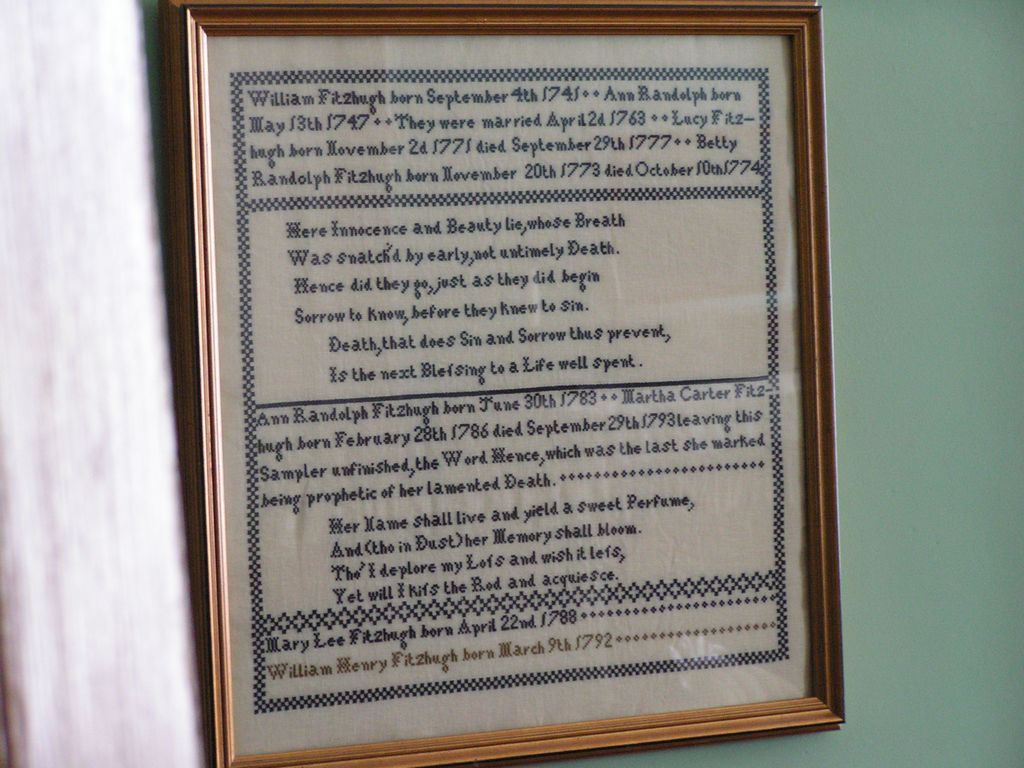 William Fitzhugh born September 4th 1741 Ann Randolph born
May 13th 1747 They were married April 2d 1763 Lucy Fitz-
hugh born November 2d 1771 died September 29th 1777 Betty
Randolph Fitzhugh born November 20th 1773 died October 10th 1774
Here Innocence and Beauty lie, whose Breath
Was snatch'd by early, not untimely Death.
Hence did they go, just as they did begin
Sorrow to know, before they knew to sin.
Death, that does Sin and Sorrow thus prevent,
Is the next Bleſsing to a Life well spent.
Ann Randolph Fitzhugh born June 30th 1783 Martha Carter Fitz-
hugh born February 28th 1786 died September 29th 1793 leaving this
Sampler unfinished, the Word Hence, which was the last she marked
being prophetic of her lamented Death.
Her Name shall live and yield a sweet Perfume,
And (tho in Dust) her Memory shall bloom.
Tho' I deplore my Loſs and wish it leſs,
Yet will I kiſs the Rod and acquiesce.
Mary Lee Fitzhugh born April 22nd 1788
William Henry Fitzhugh born March 9th 1792